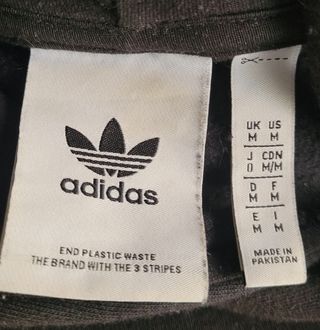 adidas
END PLASTIC WASTE
THE BRAND WITH THE 3 STRIPES
UK US
M M
J CDN
O M/M
D F
M M
E I
M M
MADE IN
PAKISTAN